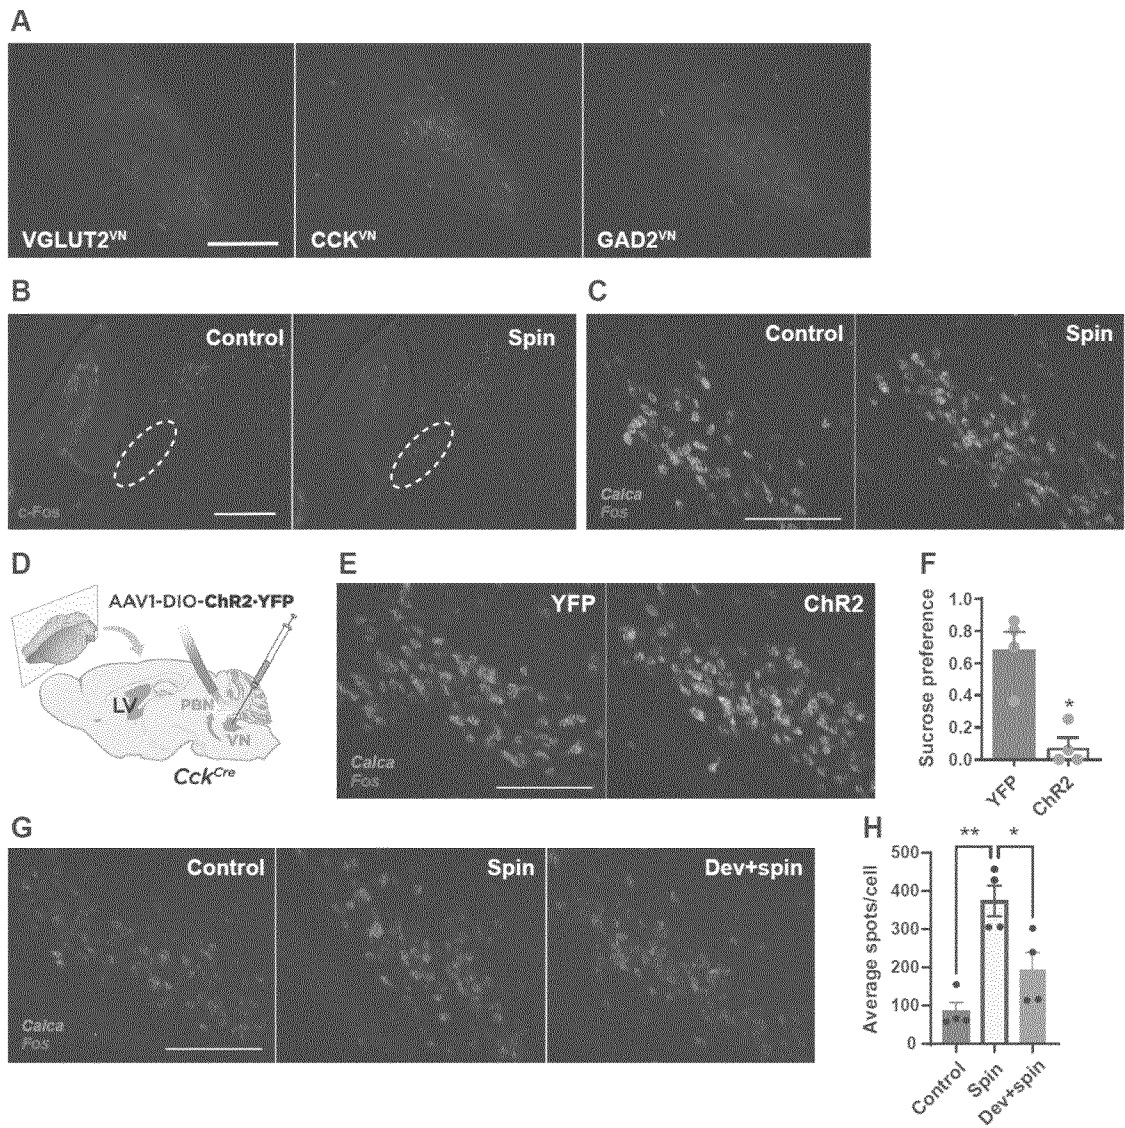 A
VGLUT2ⱽᴺ
CCKⱽᴺ
GAD2ⱽᴺ
B
Control
Spin
c-Fos
C
Control
Spin
Calca
Fos
D
AAV1-DIO-ChR2-YFP
LV
PBN
VN
Cckᶜʳᵉ
E
YFP
ChR2
Calca
Fos
F
Sucrose preference
1.0
0.8
0.6
0.4
0.2
0.0
*
YFP
ChR2
G
Control
Spin
Dev+spin
Calca
Fos
H
Average spots/cell
** *
500
400
300
200
100
0
Control
Spin
Dev+spin